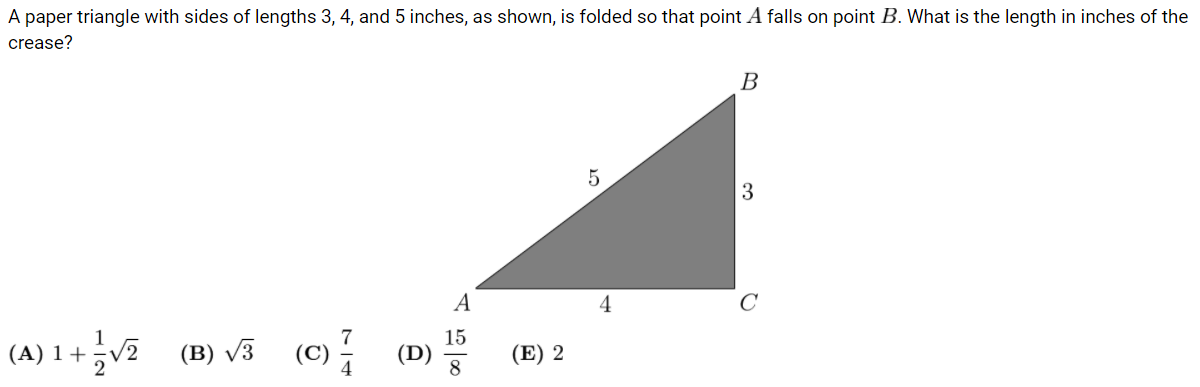 A paper triangle with sides of lengths 3, 4, and 5 inches, as shown, is folded so that point A falls on point B. What is the length in inches of the
crease?
B
5
3
A
4
C
(A) 1 + 1/2 √2 (B) √3 (C) 7/4 (D) 15/8 (E) 2